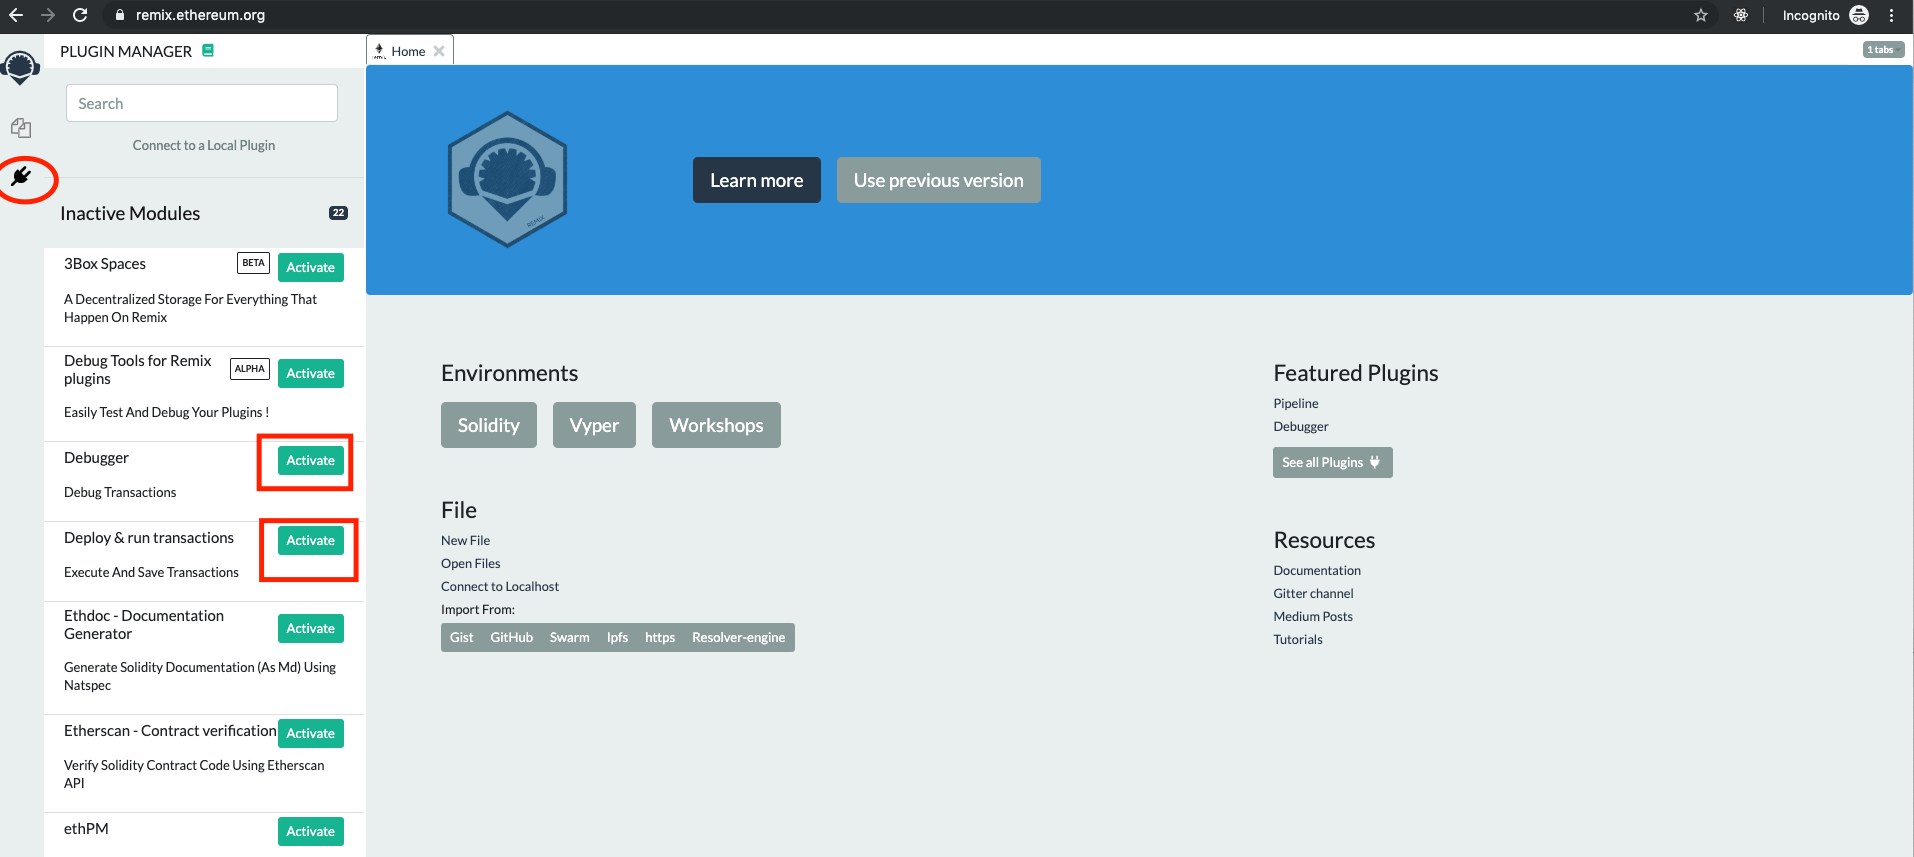 remix.ethereum.org
Incognito
PLUGIN MANAGER
Home
1 tabs
Search
Connect to a Local Plugin
Inactive Modules
22
3Box Spaces
BETA
Activate
A Decentralized Storage For Everything That
Happen On Remix
Debug Tools for Remix
plugins
ALPHA
Activate
Easily Test And Debug Your Plugins !
Debugger
Activate
Debug Transactions
Deploy & run transactions
Activate
Execute And Save Transactions
Ethdoc - Documentation
Generator
Activate
Generate Solidity Documentation (As Md) Using
Natspec
Etherscan - Contract verification
Activate
Verify Solidity Contract Code Using Etherscan
API
ethPM
Activate
REMIX
Learn more
Use previous version
Environments
Solidity
Vyper
Workshops
File
New File
Open Files
Connect to Localhost
Import From:
Gist
GitHub
Swarm
Ipfs
https
Resolver-engine
Featured Plugins
Pipeline
Debugger
See all Plugins
Resources
Documentation
Gitter channel
Medium Posts
Tutorials